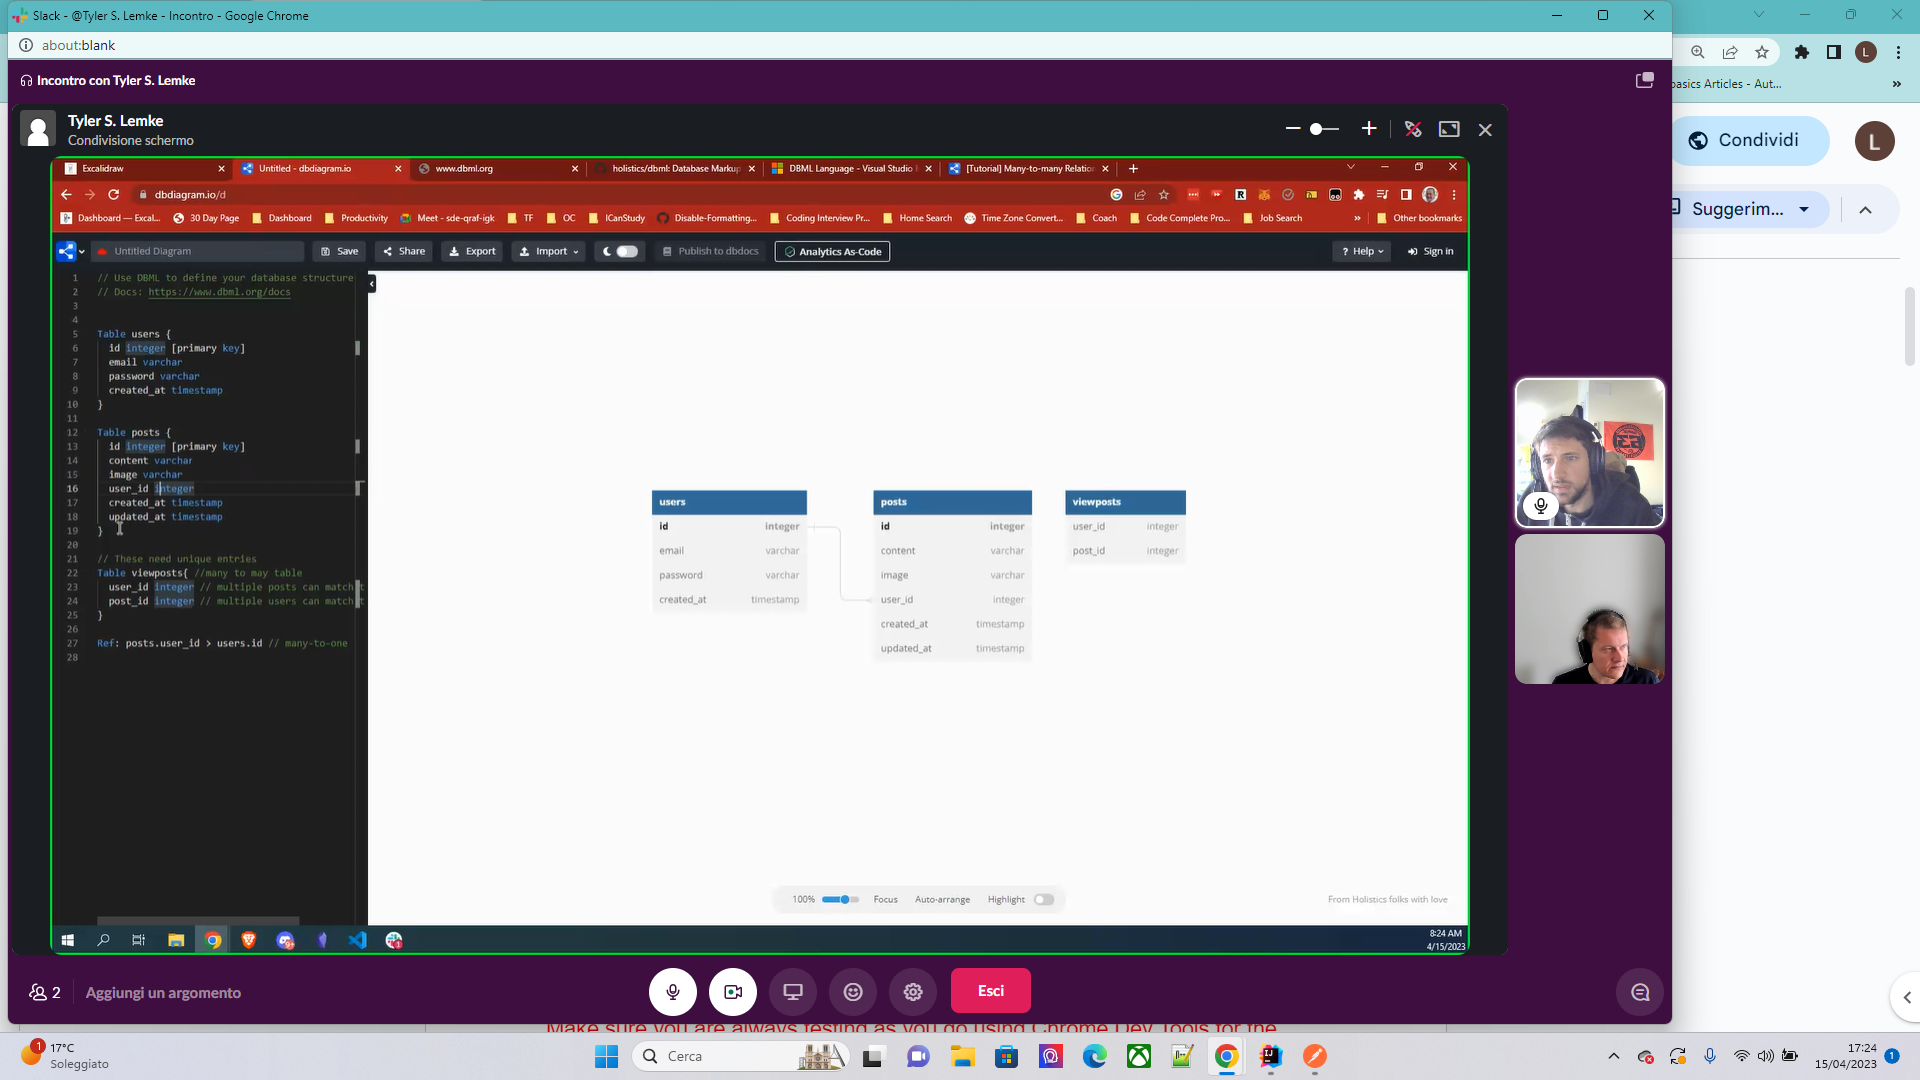 Slack - @Tyler S. Lemke - Incontro - Google Chrome
about:blank
Incontro con Tyler S. Lemke
Tyler S. Lemke
Condivisione schermo
Excalidraw
Untitled - dbdiagram.io
www.dbml.org
holistics/dbml: Database Markup
DBML Language - Visual Studio
[Tutorial] Many-to-many Relation
dbdiagram.io/d
Dashboard — Excal...
30 Day Page
Dashboard
Productivity
Meet - sde-qraf-igk
TF
OC
ICanStudy
Disable-Formatting...
Coding Interview Pr...
Home Search
Time Zone Convert...
Coach
Code Complete Pro...
Job Search
Other bookmarks
Untitled Diagram
Save
Share
Export
Import
Publish to dbdocs
Analytics As-Code
? Help
Sign in
1 // Use DBML to define your database structure
2 // Docs: https://www.dbml.org/docs
3
4
5 Table users {
6 id integer [primary key]
7 email varchar
8 password varchar
9 created_at timestamp
10 }
11
12 Table posts {
13 id integer [primary key]
14 content varchar
15 image varchar
16 user_id integer
17 created_at timestamp
18 updated_at timestamp
19 }
20
21 // These need unique entries
22 Table viewposts{ //many to may table
23 user_id integer // multiple posts can match t
24 post_id integer // multiple users can match t
25 }
26
27 Ref: posts.user_id > users.id // many-to-one
28
users
id integer
email varchar
password varchar
created_at timestamp
posts
id integer
content varchar
image varchar
user_id integer
created_at timestamp
updated_at timestamp
viewposts
user_id integer
post_id integer
100%
Focus
Auto-arrange
Highlight
From Holistics folks with love
8:24 AM
4/15/2023
2
Aggiungi un argomento
Esci
basics Articles - Aut...
L
Condividi
L
Suggerim...
Make sure you are always testing as you go using Chrome Dev Tools for the
1
17°C
Soleggiato
Cerca
17:24
15/04/2023
1